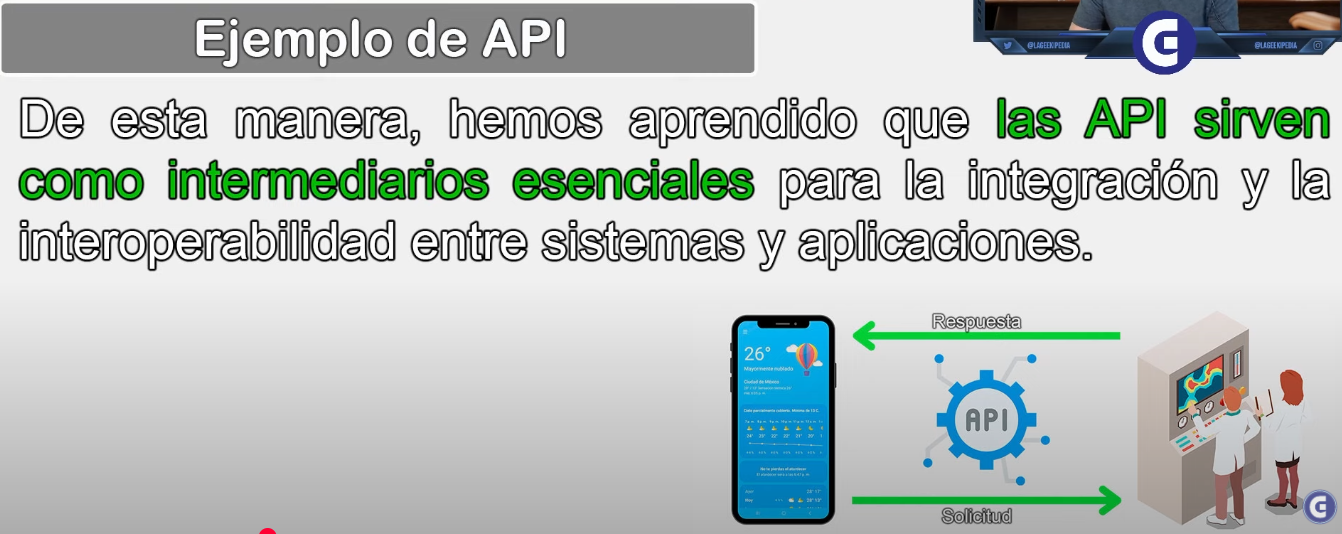 Ejemplo de API
@LAGEEKIPEDIA
@LAGEEKIPEDIA
G
De esta manera, hemos aprendido que las API sirven
como intermediarios esenciales para la integración y la
interoperabilidad entre sistemas y aplicaciones.
Respuesta
26°
Mayormente nublado
Ciudad de México
API
Solicitud
G